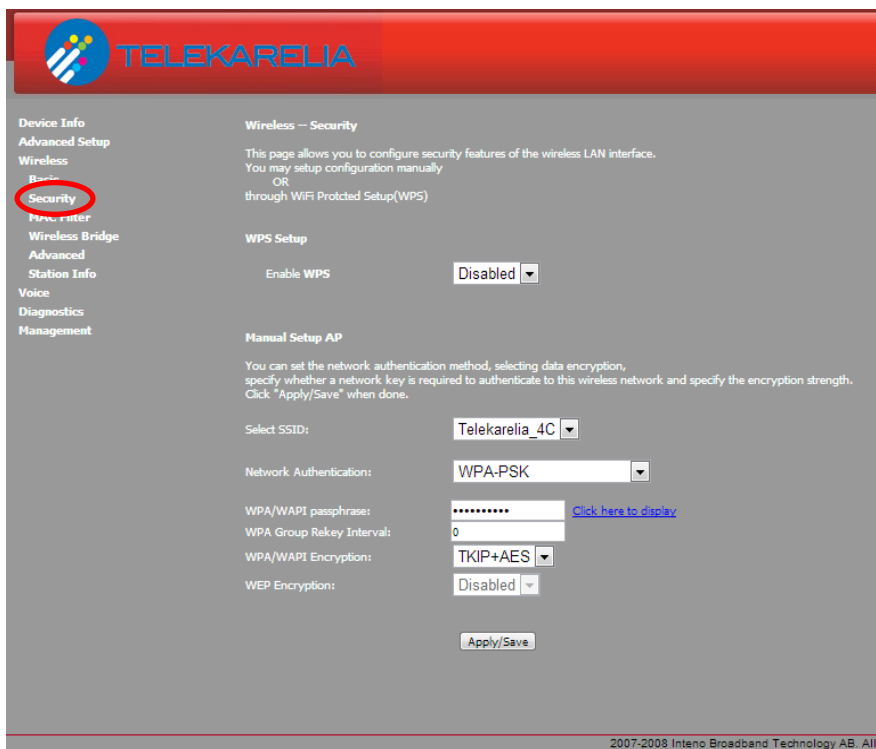 TELEKARELIA
Device Info
Advanced Setup
Wireless
Basic
Security
MAC Filter
Wireless Bridge
Advanced
Station Info
Voice
Diagnostics
Management
Wireless -- Security
This page allows you to configure security features of the wireless LAN interface.
You may setup configuration manually
OR
through WiFi Protcted Setup(WPS)
WPS Setup
Enable WPS Disabled
Manual Setup AP
You can set the network authentication method, selecting data encryption,
specify whether a network key is required to authenticate to this wireless network and specify the encryption strength.
Click "Apply/Save" when done.
Select SSID: Telekarelia_4C
Network Authentication: WPA-PSK
WPA/WAPI passphrase: •••••••••• Click here to display
WPA Group Rekey Interval: 0
WPA/WAPI Encryption: TKIP+AES
WEP Encryption: Disabled
Apply/Save
2007-2008 Inteno Broadband Technology AB. All